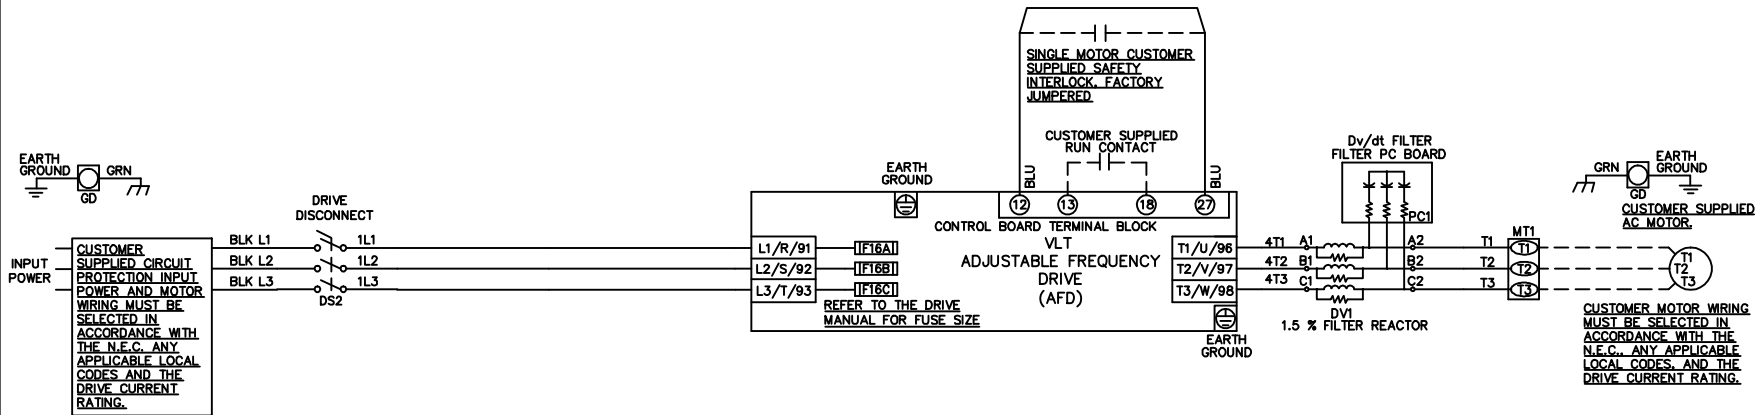 EARTH
GROUND
GRN
GD
INPUT
POWER
CUSTOMER
SUPPLIED CIRCUIT
PROTECTION INPUT
POWER AND MOTOR
WIRING MUST BE
SELECTED IN
ACCORDANCE WITH
THE N.E.C. ANY
APPLICABLE LOCAL
CODES AND THE
DRIVE CURRENT
RATING.
BLK L1
BLK L2
BLK L3
DRIVE
DISCONNECT
DS2
1L1
1L2
1L3
L1/R/91
L2/S/92
L3/T/93
F16A
F16B
F16C
REFER TO THE DRIVE
MANUAL FOR FUSE SIZE
EARTH
GROUND
SINGLE MOTOR CUSTOMER
SUPPLIED SAFETY
INTERLOCK, FACTORY
JUMPERED
CUSTOMER SUPPLIED
RUN CONTACT
BLU
BLU
12
13
18
27
CONTROL BOARD TERMINAL BLOCK
VLT
ADJUSTABLE FREQUENCY
DRIVE
(AFD)
T1/U/96
T2/V/97
T3/W/98
EARTH
GROUND
4T1
4T2
4T3
A1
B1
C1
DV1
1.5 % FILTER REACTOR
Dv/dt FILTER
FILTER PC BOARD
PC1
A2
B2
C2
T1
T2
T3
MT1
T1
T2
T3
GRN
GD
EARTH
GROUND
CUSTOMER SUPPLIED
AC MOTOR.
T1
T2
T3
CUSTOMER MOTOR WIRING
MUST BE SELECTED IN
ACCORDANCE WITH THE
N.E.C., ANY APPLICABLE
LOCAL CODES, AND THE
DRIVE CURRENT RATING.